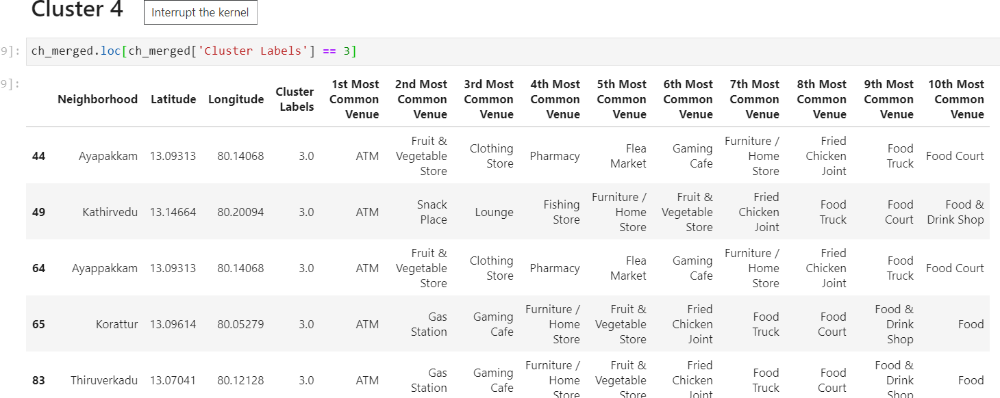 Cluster 4
Interrupt the kernel
9]: ch_merged.loc[ch_merged['Cluster Labels'] == 3]
9]:
Neighborhood Latitude Longitude Cluster Labels 1st Most Common Venue 2nd Most Common Venue 3rd Most Common Venue 4th Most Common Venue 5th Most Common Venue 6th Most Common Venue 7th Most Common Venue 8th Most Common Venue 9th Most Common Venue 10th Most Common Venue
44 Ayapakkam 13.09313 80.14068 3.0 ATM Fruit & Vegetable Store Clothing Store Pharmacy Flea Market Gaming Cafe Furniture / Home Store Fried Chicken Joint Food Truck Food Court
49 Kathirvedu 13.14664 80.20094 3.0 ATM Snack Place Lounge Fishing Store Furniture / Home Store Fruit & Vegetable Store Fried Chicken Joint Food Truck Food Court Food & Drink Shop
64 Ayappakkam 13.09313 80.14068 3.0 ATM Fruit & Vegetable Store Clothing Store Pharmacy Flea Market Gaming Cafe Furniture / Home Store Fried Chicken Joint Food Truck Food Court
65 Korattur 13.09614 80.05279 3.0 ATM Gas Station Gaming Cafe Furniture / Home Store Fruit & Vegetable Store Fried Chicken Joint Food Truck Food Court Food & Drink Shop Food
83 Thiruverkadu 13.07041 80.12128 3.0 ATM Gas Station Gaming Cafe Furniture / Home Store Fruit & Vegetable Store Fried Chicken Joint Food Truck Food Court Food & Drink Shop Food